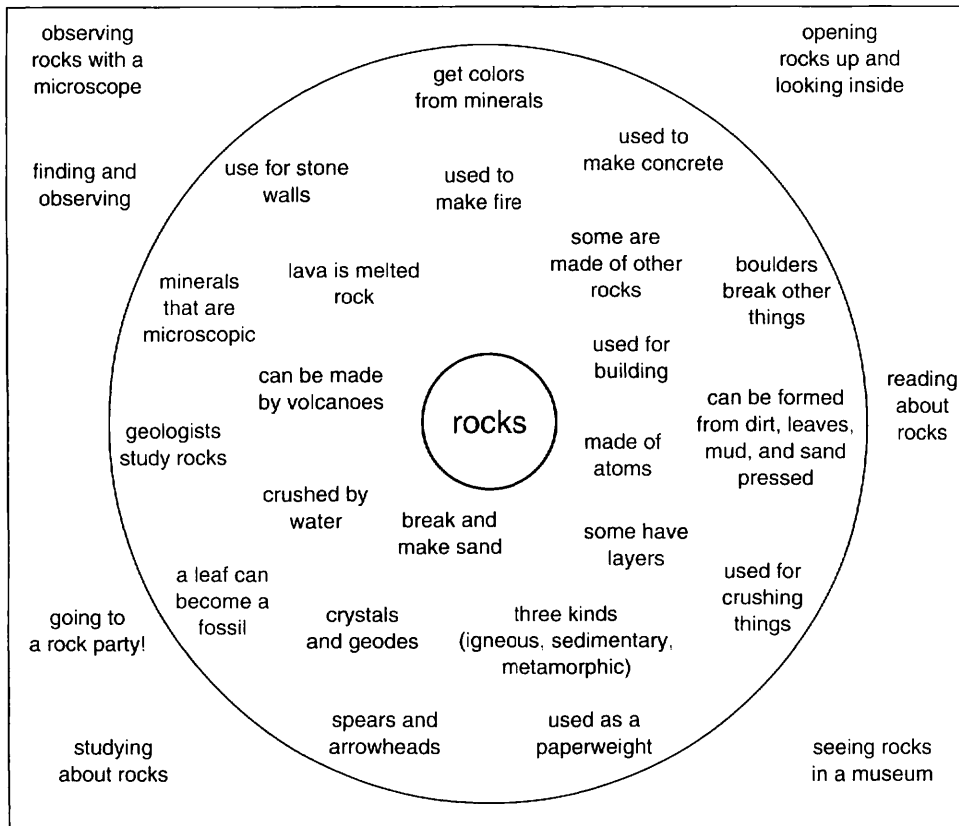 observing
rocks with a
microscope
opening
rocks up and
looking inside
get colors
from minerals
used to
make concrete
finding and
observing
use for stone
walls
used to
make fire
some are
made of other
rocks
boulders
break other
things
minerals
that are
microscopic
lava is melted
rock
used for
building
can be made
by volcanoes
rocks
reading
about
rocks
can be formed
from dirt, leaves,
mud, and sand
pressed
geologists
study rocks
made of
atoms
crushed by
water
break and
make sand
some have
layers
used for
crushing
things
a leaf can
become a
fossil
going to
a rock party!
crystals
and geodes
three kinds
(igneous, sedimentary,
metamorphic)
spears and
arrowheads
used as a
paperweight
studying
about rocks
seeing rocks
in a museum